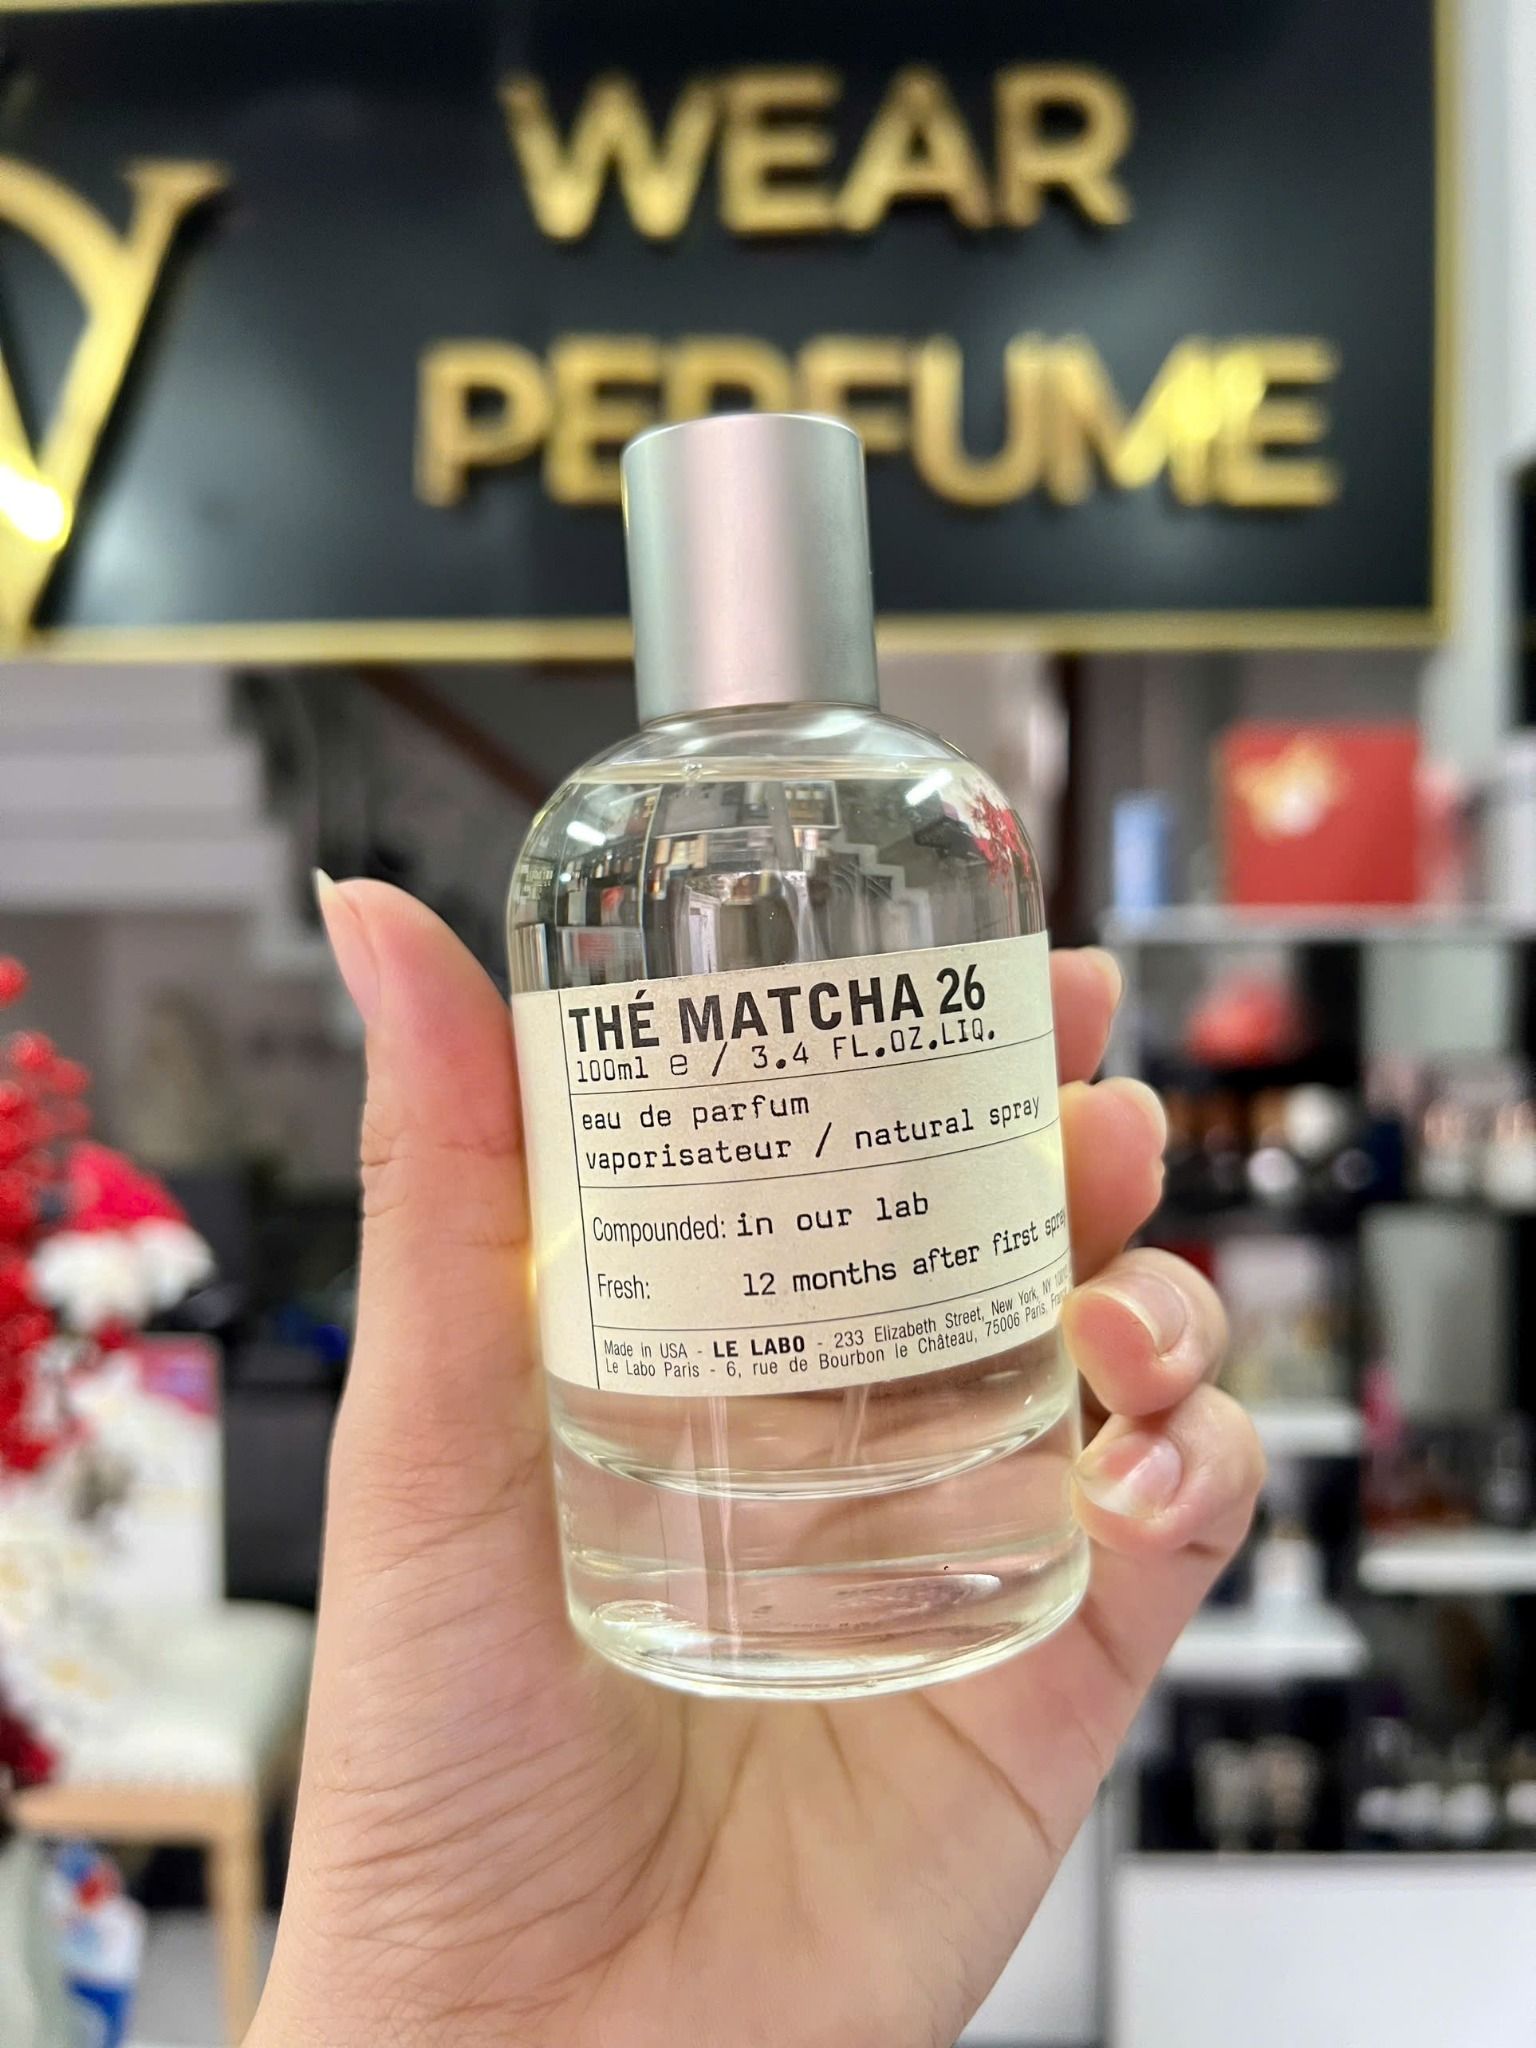 WEAR
PERFUME
THÉ MATCHA 26
100ml e / 3.4 FL.OZ.LIQ.
eau de parfum
vaporisateur / natural spray
Compounded: in our lab
Fresh: 12 months after first spray
Made in USA - LE LABO - 233 Elizabeth Street, New York, NY
Le Labo Paris - 6, rue de Bourbon le Château, 75006 Paris,